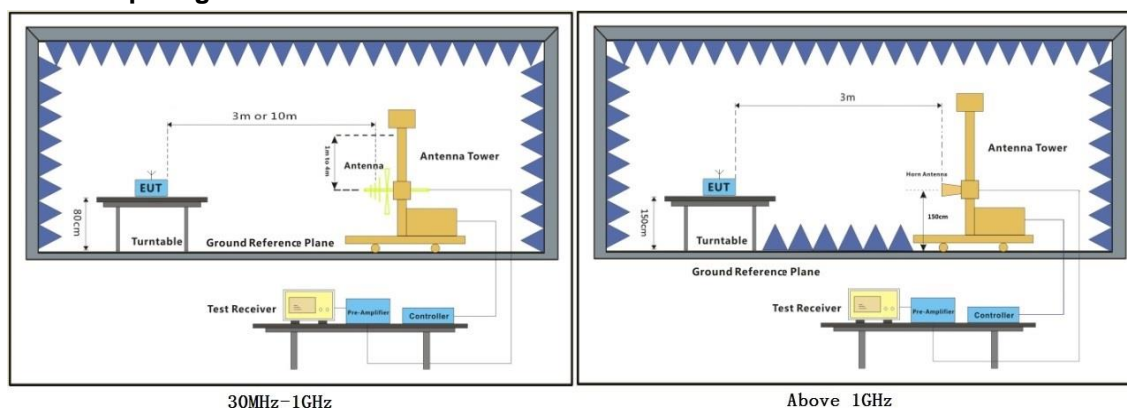 3m or 10m
1m to 4m
Antenna
Antenna Tower
EUT
80cm
Turntable
Ground Reference Plane
Test Receiver
Pre-Amplifier
Controller
30MHz-1GHz
3m
Antenna Tower
Horn Antenna
EUT
150cm
150cm
Turntable
Ground Reference Plane
Test Receiver
Pre-Amplifier
Controller
Above 1GHz